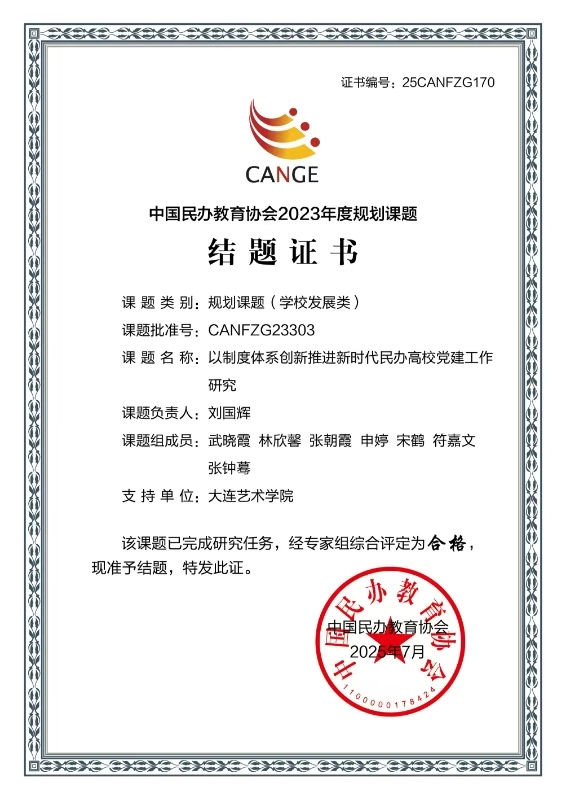 证书编号：25CANFZG170
CANGE
中国民办教育协会2023年度规划课题
结题证书
课题类别：规划课题（学校发展类）
课题批准号：CANFZG23303
课题名称：以制度体系创新推进新时代民办高校党建工作
研究
课题负责人：刘国辉
课题组成员：武晓霞 林欣馨 张朝霞 申婷 宋鹤 符嘉文
张钟骞
支持单位：大连艺术学院
该课题已完成研究任务，经专家组综合评定为合格，
现准予结题，特发此证。
中国民办教育协会
中国民办教育协会
2025年7月
1100000178424